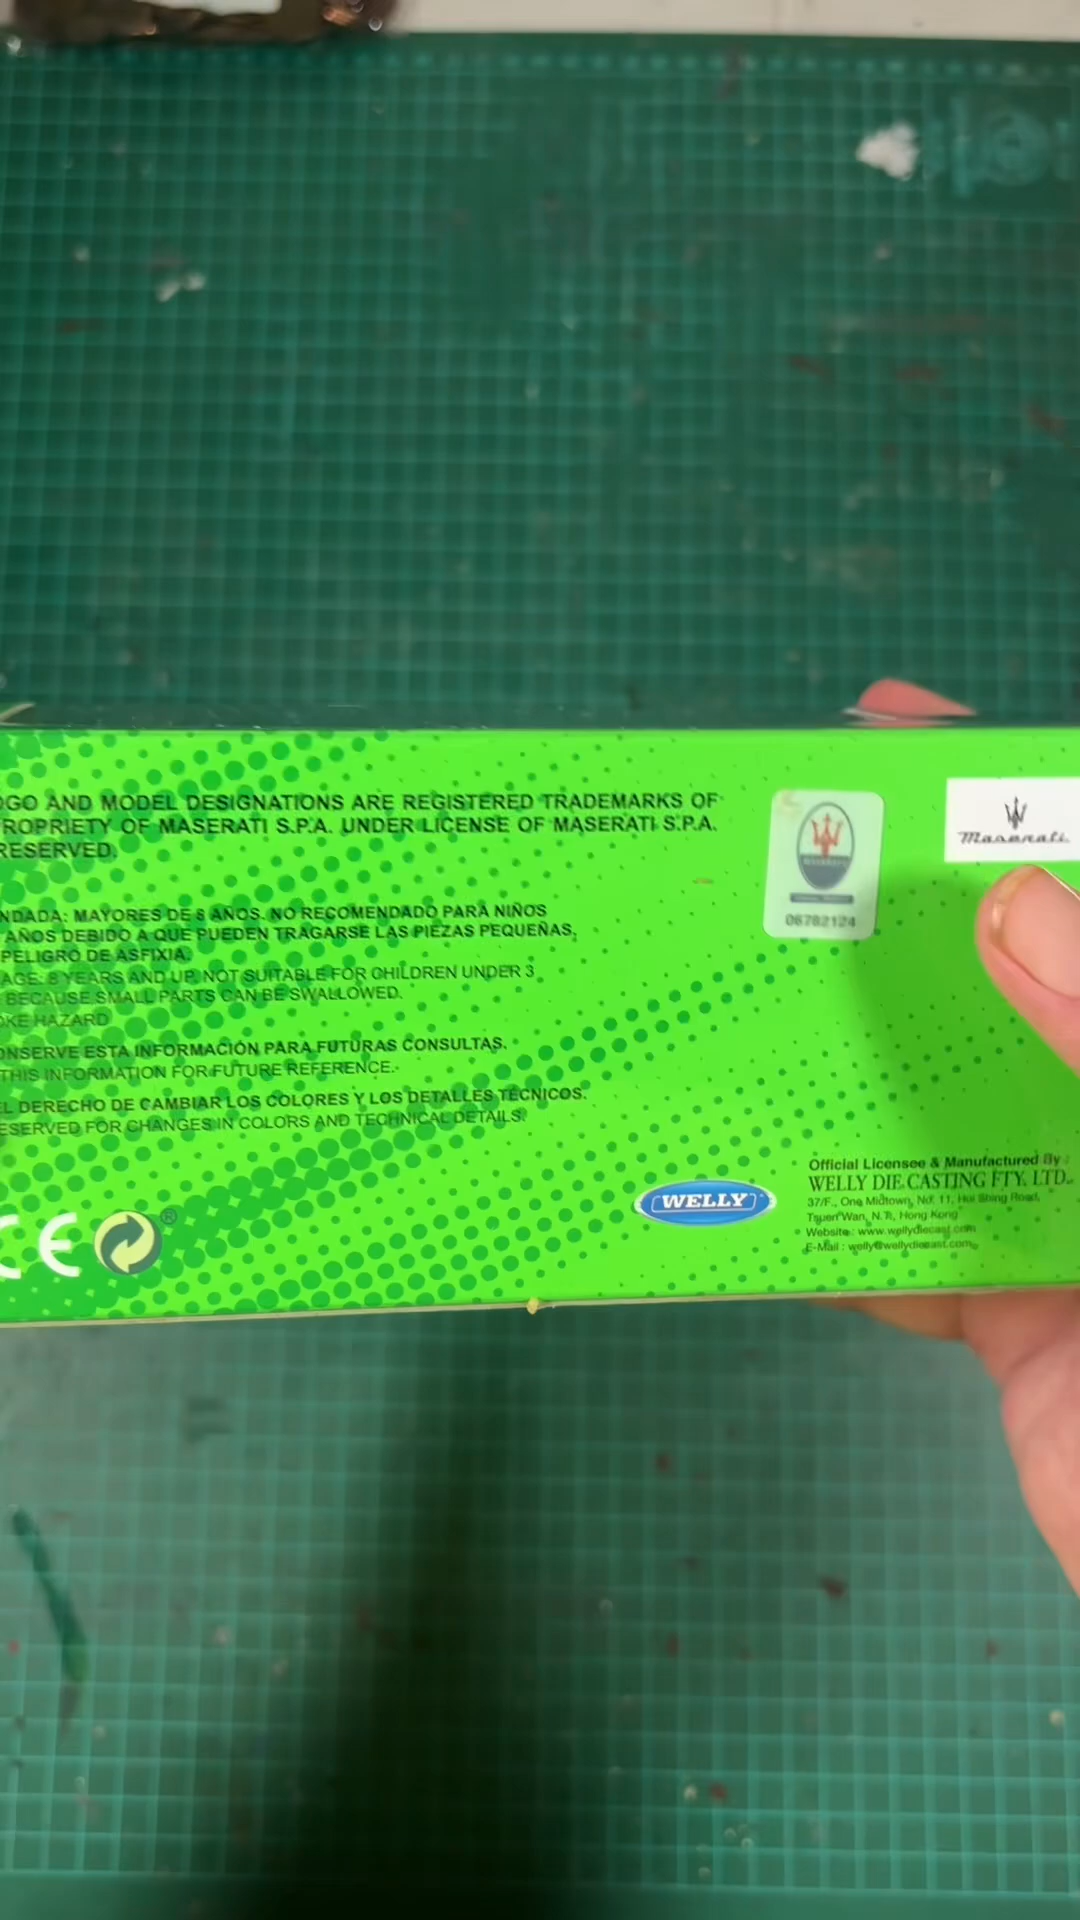 OGO AND MODEL DESIGNATIONS ARE REGISTERED TRADEMARKS OF
ROPRIETY OF MASERATI S.P.A. UNDER LICENSE OF MASERATI S.P.A.
RESERVED.
NDADA: MAYORES DE 8 AÑOS. NO RECOMENDADO PARA NIÑOS
AÑOS DEBIDO A QUE PUEDEN TRAGARSE LAS PIEZAS PEQUEÑAS.
PELIGRO DE ASFIXIA.
AGE: 8 YEARS AND UP. NOT SUITABLE FOR CHILDREN UNDER 3
BECAUSE SMALL PARTS CAN BE SWALLOWED.
OKE HAZARD
ONSERVE ESTA INFORMACIÓN PARA FUTURAS CONSULTAS.
THIS INFORMATION FOR FUTURE REFERENCE.
EL DERECHO DE CAMBIAR LOS COLORES Y LOS DETALLES TÉCNICOS.
ESERVED FOR CHANGES IN COLORS AND TECHNICAL DETAILS.
CE
®
MASERATI
06782124
Maserati
WELLY
Official Licensee & Manufactured By :
WELLY DIE CASTING FTY. LTD.
37/F., One Midtown, No. 11, Hoi Shing Road,
Tsuen Wan, N.T., Hong Kong
Website : www.wellydiecast.com
E-Mail : welly@wellydiecast.com